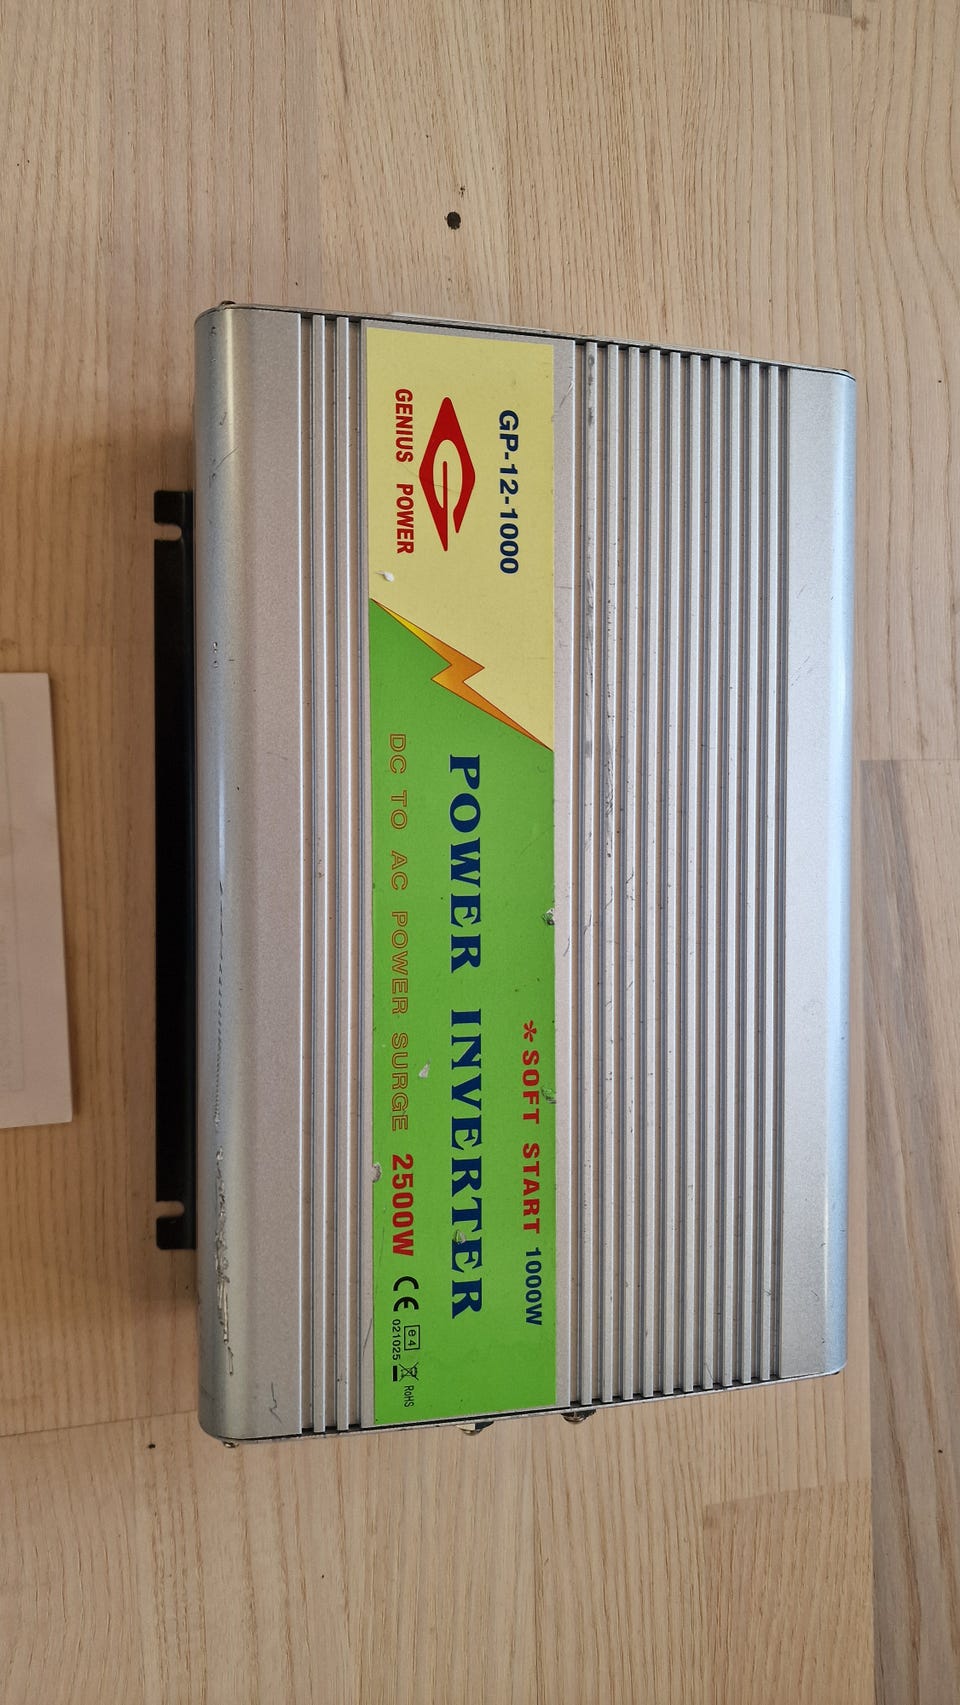 GP-12-1000
G
GENIUS POWER
*SOFT START 1000W
POWER INVERTER
DC TO AC POWER SURGE 2500W CE
e4
021025
RoHS